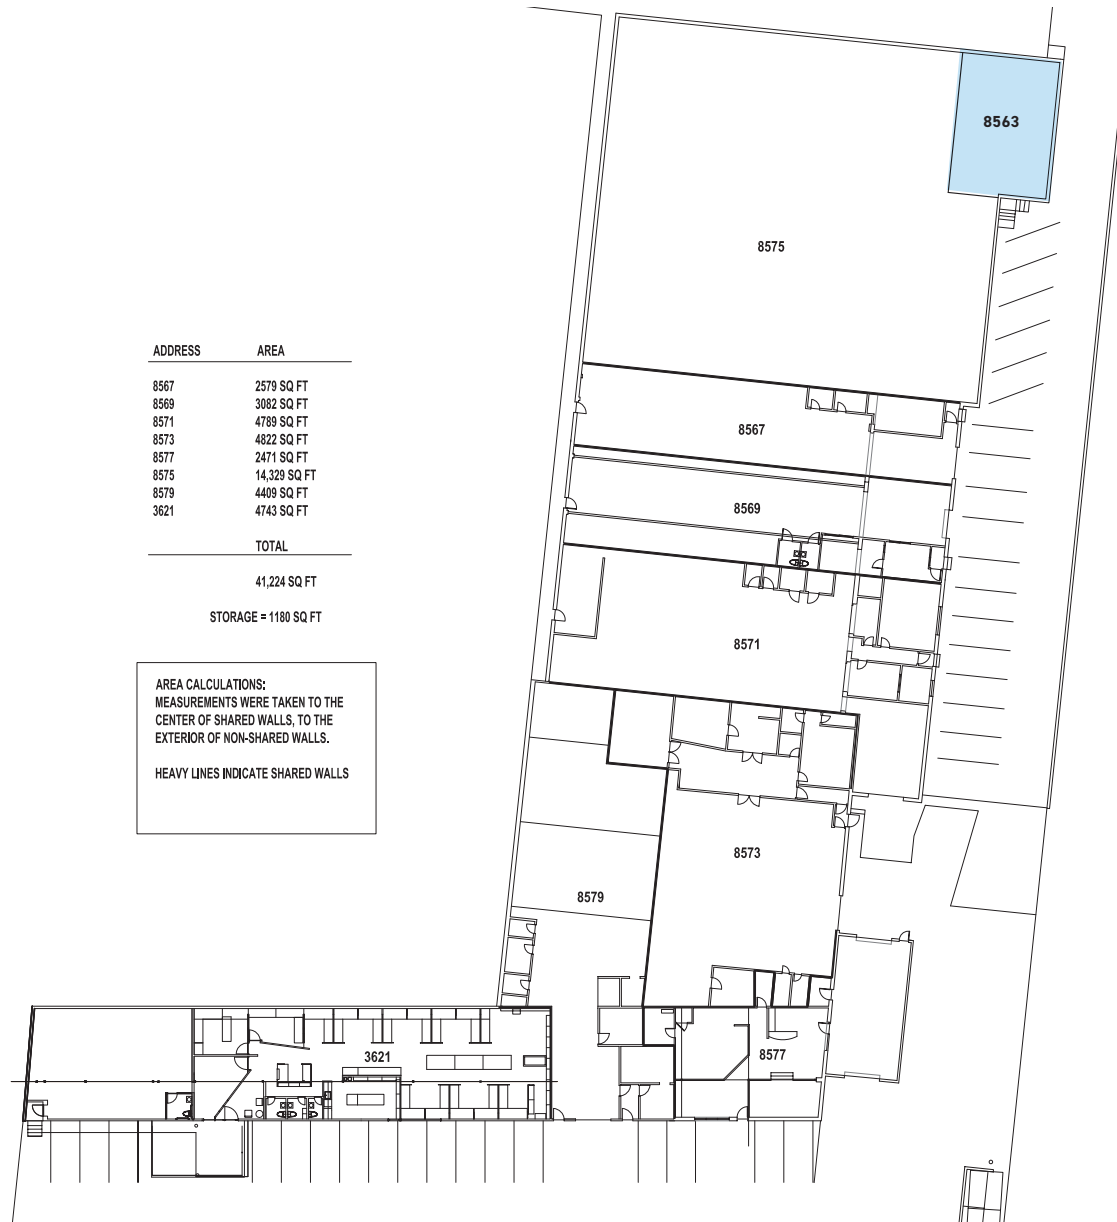 8563
8575
ADDRESS AREA
8567 2579 SQ FT
8569 3082 SQ FT
8571 4789 SQ FT
8573 4822 SQ FT
8577 2471 SQ FT
8575 14,329 SQ FT
8579 4409 SQ FT
3621 4743 SQ FT
TOTAL
41,224 SQ FT
STORAGE = 1180 SQ FT
AREA CALCULATIONS:
MEASUREMENTS WERE TAKEN TO THE
CENTER OF SHARED WALLS, TO THE
EXTERIOR OF NON-SHARED WALLS.
HEAVY LINES INDICATE SHARED WALLS
8567
8569
8571
8573
8579
3621
8577